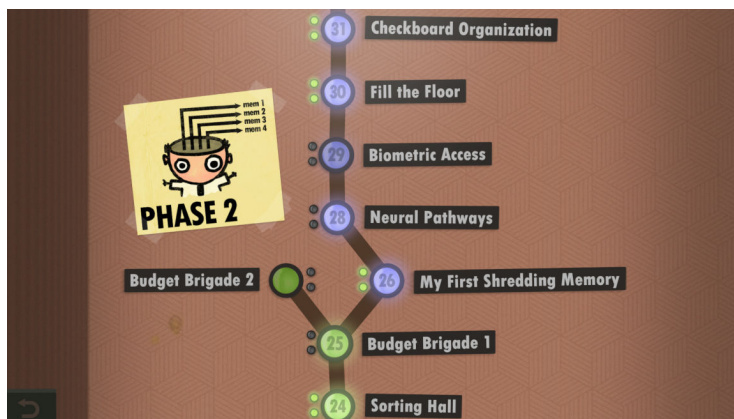 31
Checkboard Organization
30
Fill the Floor
mem 1
mem 2
mem 3
mem 4
29
Biometric Access
PHASE 2
28
Neural Pathways
Budget Brigade 2
26
My First Shredding Memory
25
Budget Brigade 1
24
Sorting Hall